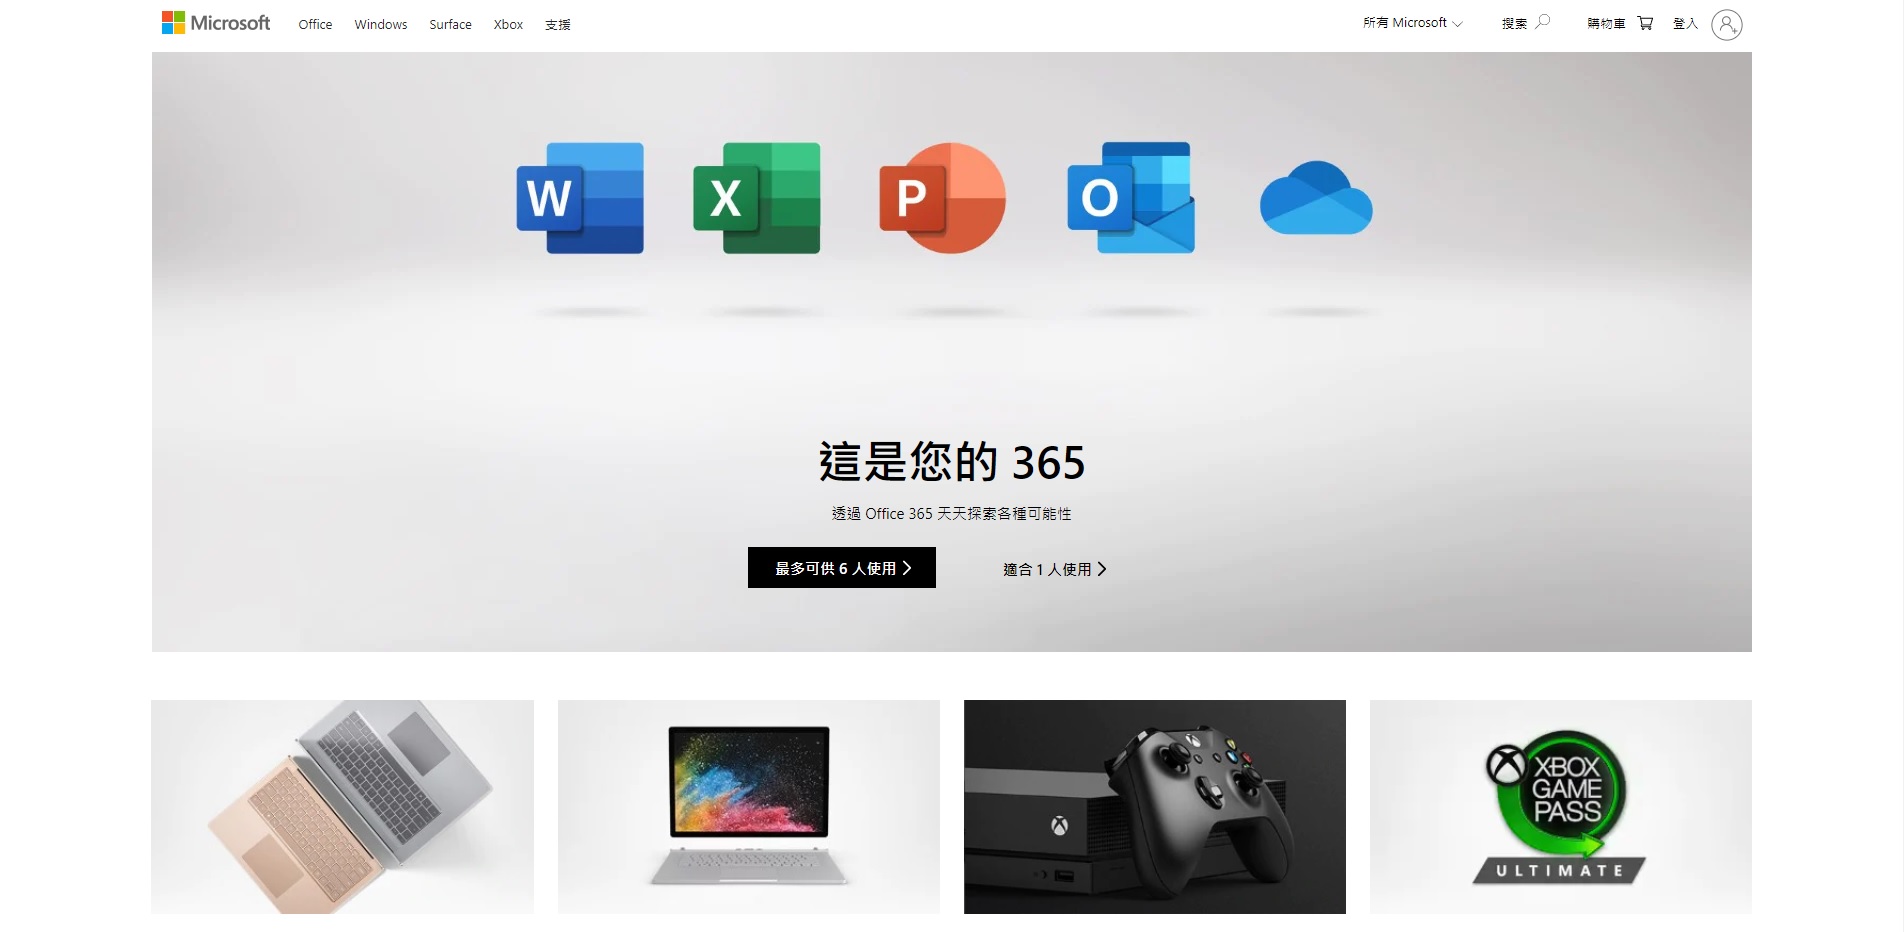 Microsoft Office Windows Surface Xbox 支援 所有 Microsoft 搜索 購物車 登入
W X P O
這是您的 365
透過 Office 365 天天探索各種可能性
最多可供 6 人使用 適合 1 人使用
XBOX
GAME
PASS
ULTIMATE